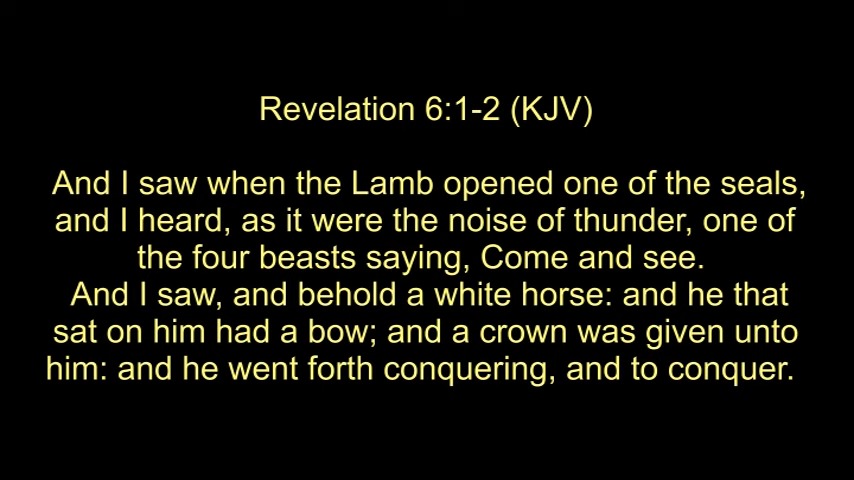 Revelation 6:1-2 (KJV)
And I saw when the Lamb opened one of the seals,
and I heard, as it were the noise of thunder, one of
the four beasts saying, Come and see.
And I saw, and behold a white horse: and he that
sat on him had a bow; and a crown was given unto
him: and he went forth conquering, and to conquer.